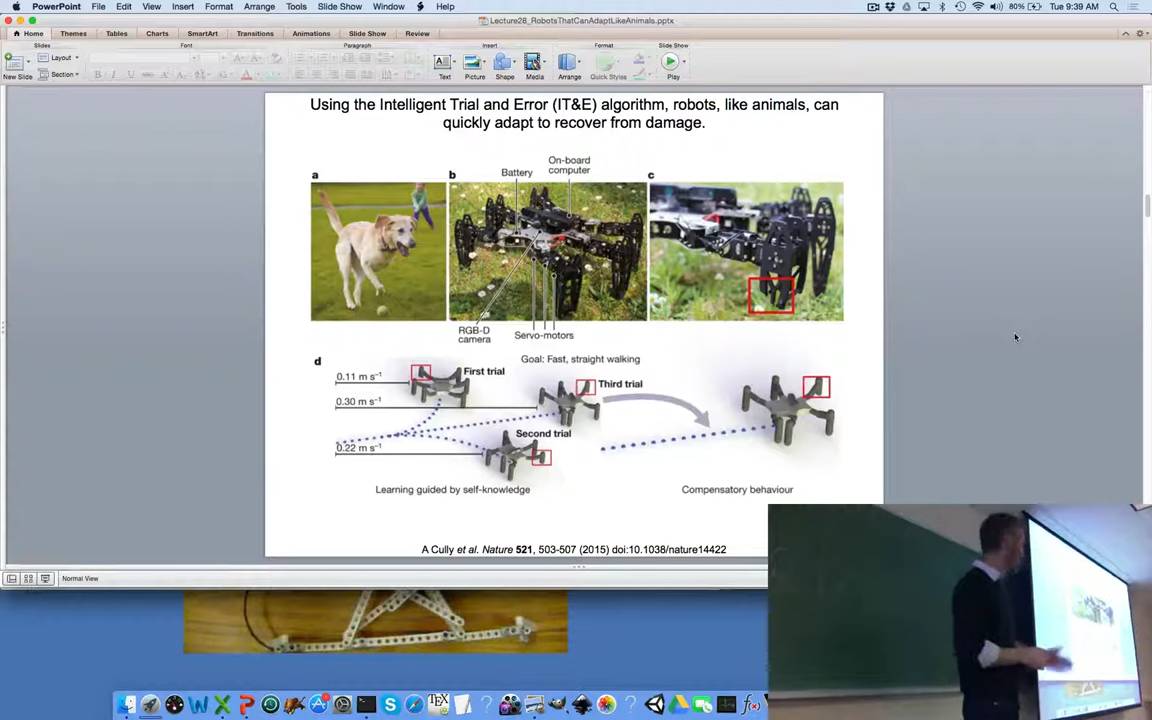 PowerPoint File Edit View Insert Format Arrange Tools Slide Show Window Help 80% Tue 9:39 AM
Lecture28_RobotsThatCanAdaptLikeAnimals.pptx
Home Themes Tables Charts SmartArt Transitions Animations Slide Show Review
Slides Font Paragraph Insert Format Slide Show
Layout
Section
New Slide Text Picture Shape Media Arrange Quick Styles Play
Using the Intelligent Trial and Error (IT&E) algorithm, robots, like animals, can
quickly adapt to recover from damage.
a b c
Battery
On-board
computer
RGB-D
camera
Servo-motors
d
Goal: Fast, straight walking
0.11 m s⁻¹
First trial
0.30 m s⁻¹
Third trial
0.22 m s⁻¹
Second trial
Learning guided by self-knowledge
Compensatory behaviour
A Cully et al. Nature 521, 503-507 (2015) doi:10.1038/nature14422
Normal View